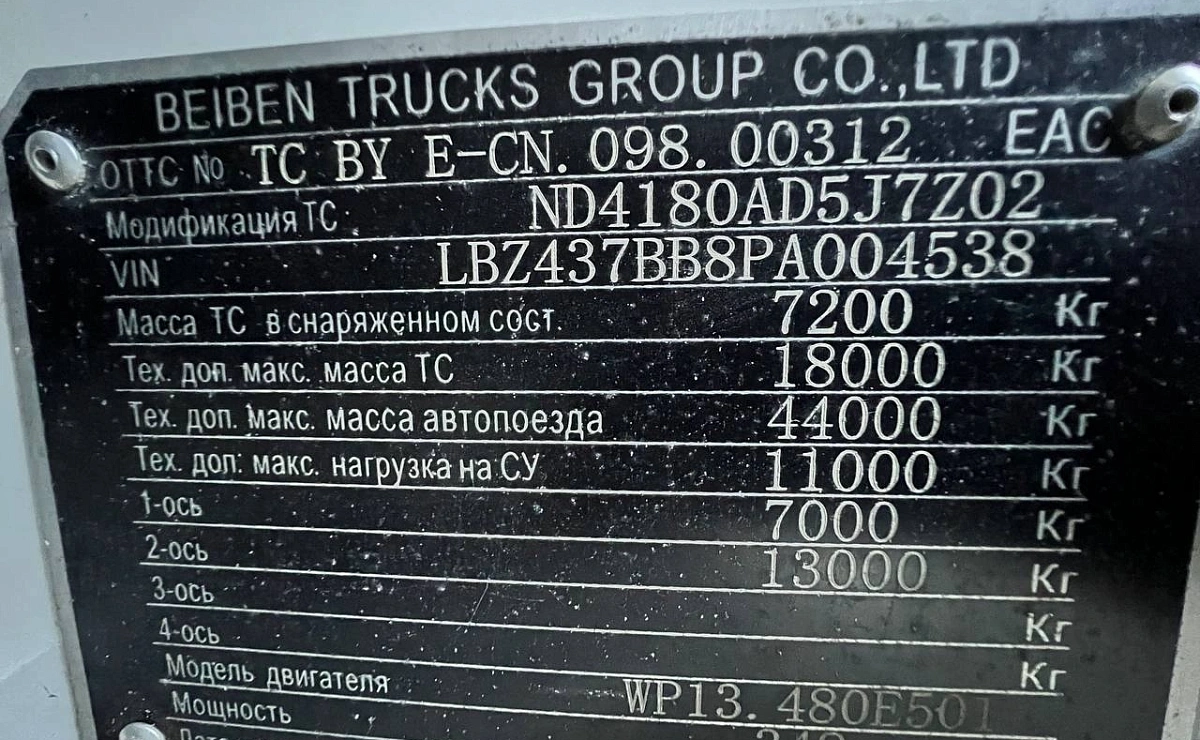 BEIBEN TRUCKS GROUP CO.,LTD
ОТТС No TC BY E-CN. 098. 00312 EAC
Модификация ТС ND4180AD5J7Z02
VIN LBZ437BB8PA004538
Масса ТС в снаряженном сост. 7200 Кг
Тех. доп. макс. масса ТС 18000 Кг
Тех. доп. макс. масса автопоезда 44000 Кг
Тех. доп. макс. нагрузка на СУ 11000 Кг
1-ось 7000 Кг
2-ось 13000 Кг
3-ось Кг
4-ось Кг
Модель двигателя WP13. 480E501
Мощность